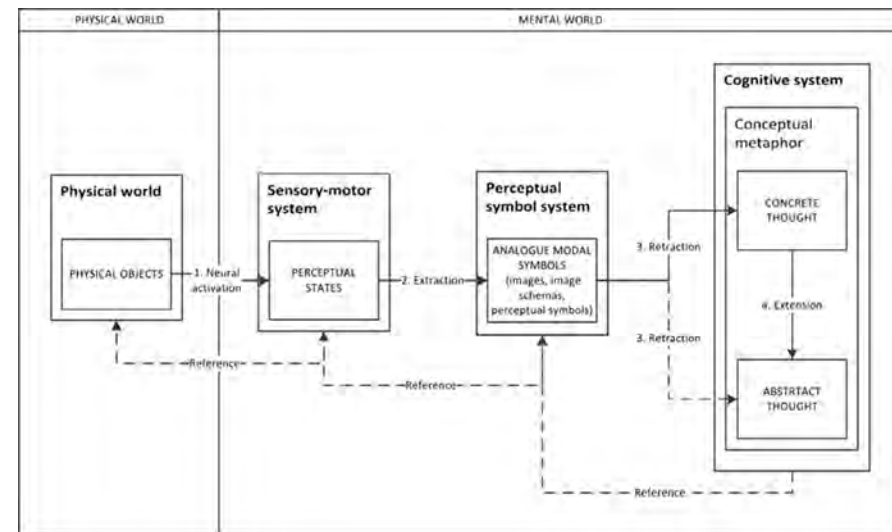 PHYSICAL WORLD
MENTAL WORLD
Cognitive system
Conceptual
metaphor
Physical world
Sensory-motor
system
Perceptual
symbol system
CONCRETE
THOUGHT
PHYSICAL OBJECTS
1. Neural
activation
PERCEPTUAL
STATES
2. Extraction
ANALOGUE MODAL
SYMBOLS
(images, image
schemas,
perceptual symbols)
3. Retraction
4. Extension
3. Retraction
Reference
Reference
ABSTRTACT
THOUGHT
Reference